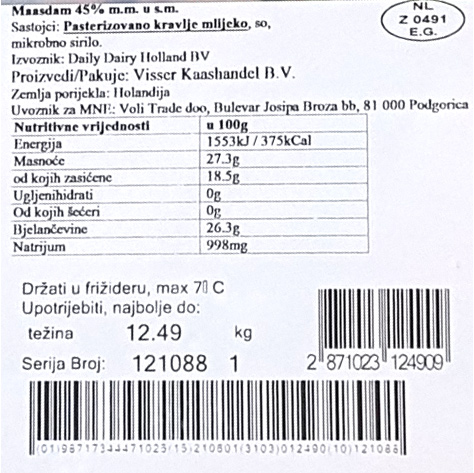 Maasdam 45% m.m. u s.m.
Sastojci: Pasterizovano kravlje mlijeko, so,
mikrobno sirilo.
Izvoznik: Daily Dairy Holland BV
Proizvedi/Pakuje: Visser Kaashandel B.V.
Zemlja porijekla: Holandija
Uvoznik za MNE: Voli Trade doo, Bulevar Josipa Broza bb, 81 000 Podgorica
NL
Z 0491
E.G.
Nutritivne vrijednosti u 100g
Energija 1553kJ / 375kCal
Masnoće 27.3g
od kojih zasićene 18.5g
Ugljenihidrati 0g
Od kojih šećeri 0g
Bjelančevine 26.3g
Natrijum 998mg
Držati u frižideru, max 7▯ C
Upotrijebiti, najbolje do:
težina 12.49 kg
Serija Broj: 121088 1
2 871023 124909
(01)98717344471023(15)210601(3103)012490(10)121088